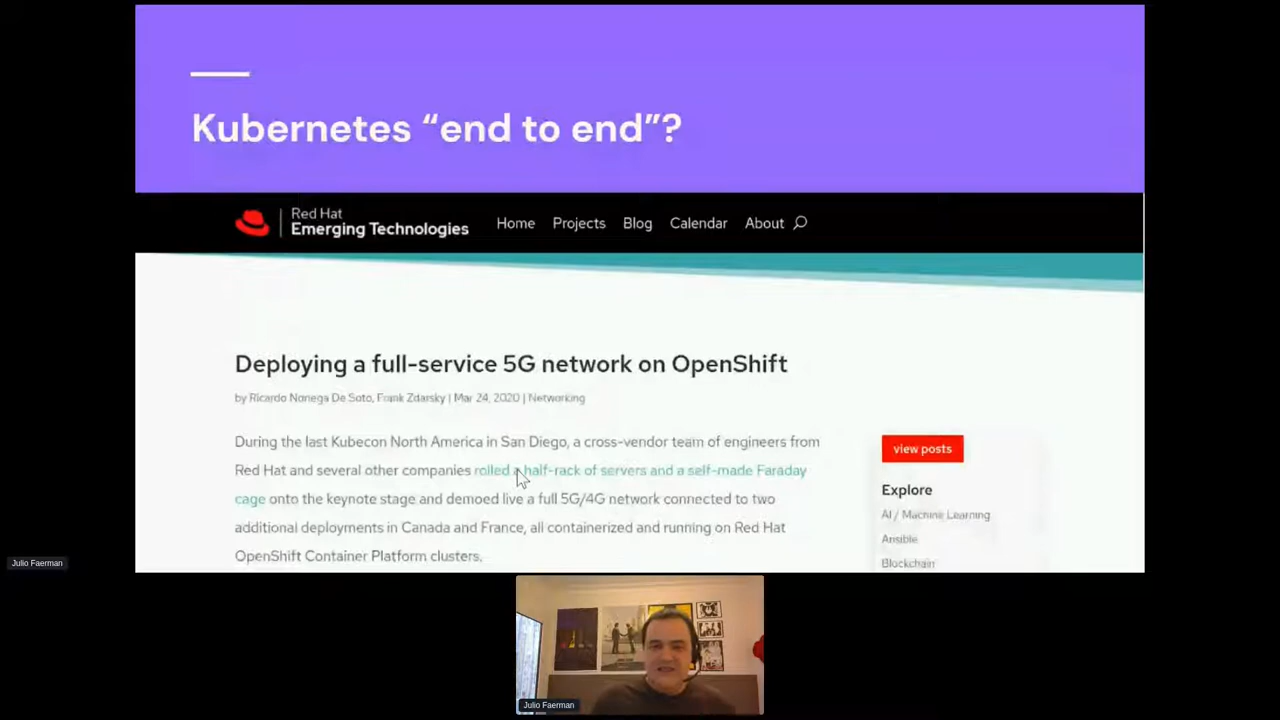 Kubernetes “end to end”?
Red Hat
Emerging Technologies
Home Projects Blog Calendar About
Deploying a full-service 5G network on OpenShift
by Ricardo Noriega De Soto, Frank Zdarsky | Mar 24, 2020 | Networking
During the last Kubecon North America in San Diego, a cross-vendor team of engineers from
Red Hat and several other companies rolled a half-rack of servers and a self-made Faraday
cage onto the keynote stage and demoed live a full 5G/4G network connected to two
additional deployments in Canada and France, all containerized and running on Red Hat
OpenShift Container Platform clusters.
view posts
Explore
AI / Machine Learning
Ansible
Blockchain
Julio Faerman
Julio Faerman